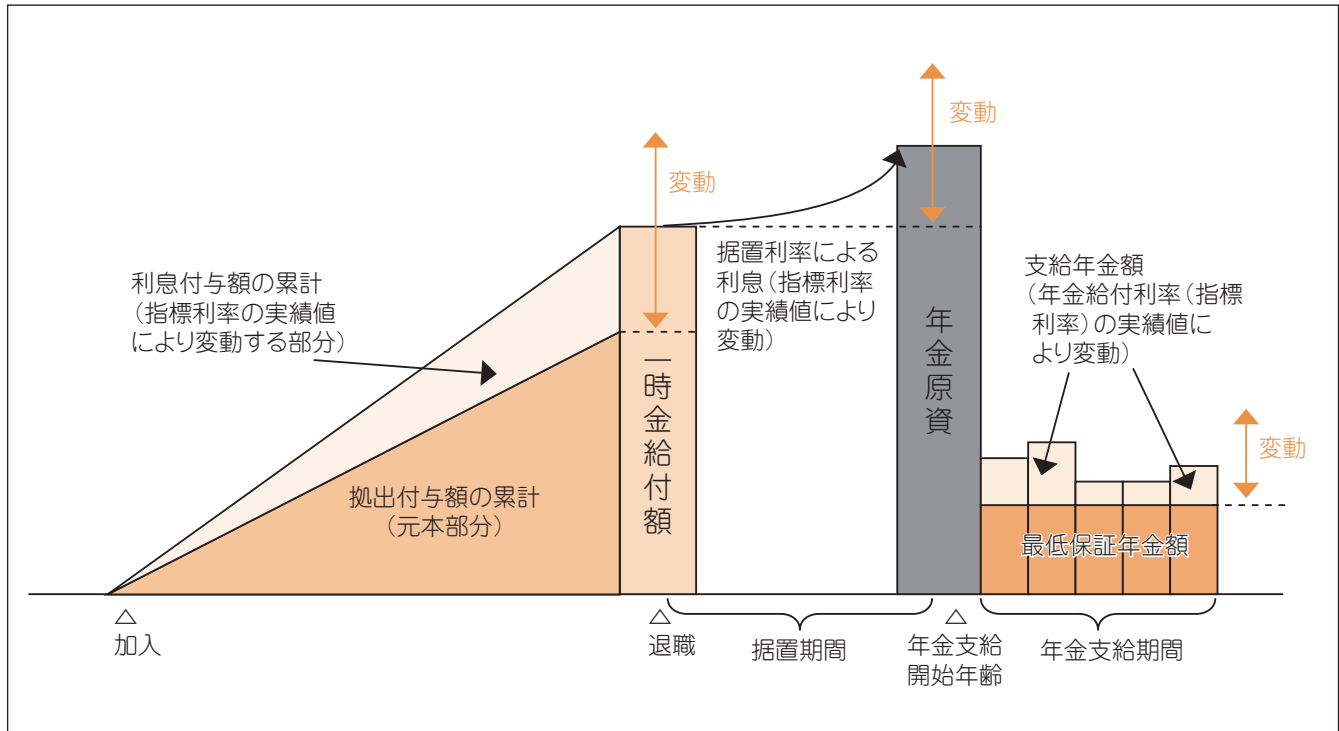 変動
変動
利息付与額の累計
（指標利率の実績値
により変動する部分）
拠出付与額の累計
（元本部分）
一時金給付額
据置利率による
利息（指標利率
の実績値により
変動）
年金原資
支給年金額
（年金給付利率（指標
利率）の実績値に
より変動）
変動
最低保証年金額
△
加入
△
退職
据置期間
△
年金支給
開始年齢
年金支給期間